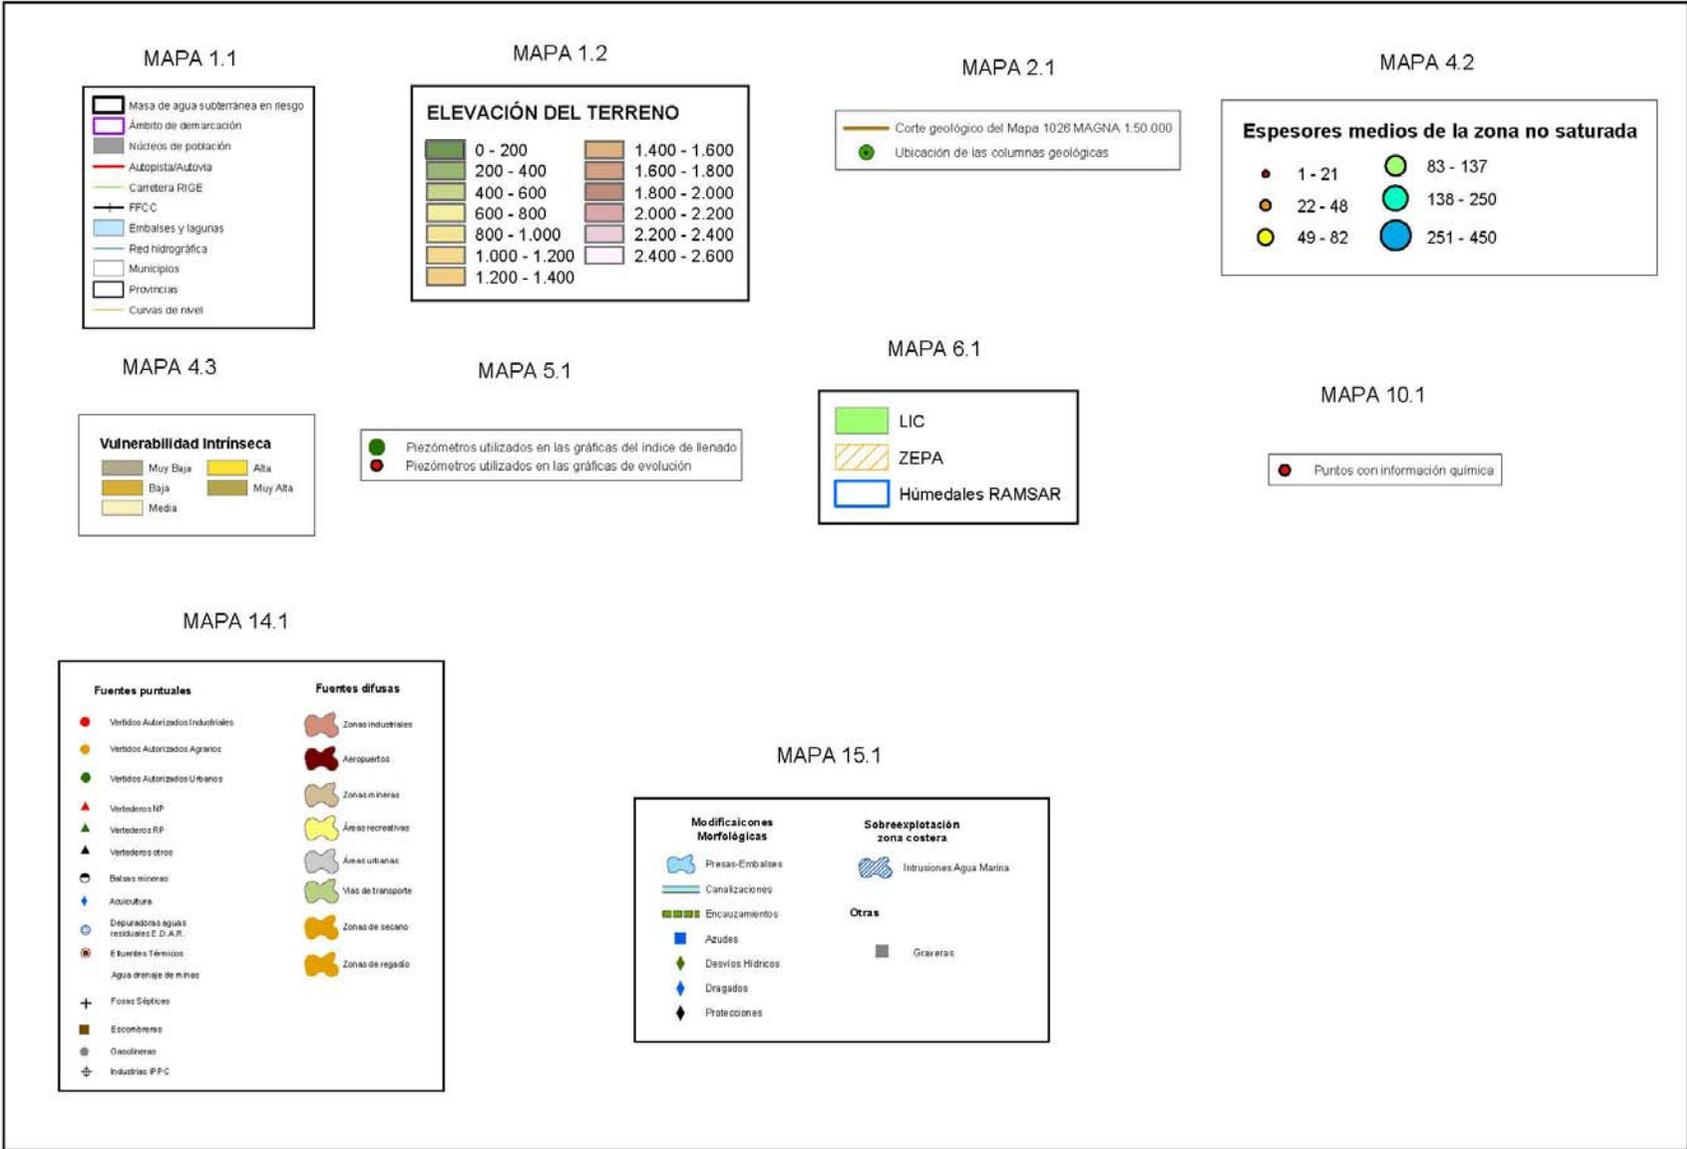 MAPA 1.1
Masa de agua subterránea en riesgo
Ámbito de demarcación
Núcleos de población
Autopista/Autovia
Carretera RIGE
FFCC
Embalses y lagunas
Red hidrográfica
Municipios
Provincias
Curvas de nivel
MAPA 1.2
ELEVACIÓN DEL TERRENO
0 - 200
200 - 400
400 - 600
600 - 800
800 - 1.000
1.000 - 1.200
1.200 - 1.400
1.400 - 1.600
1.600 - 1.800
1.800 - 2.000
2.000 - 2.200
2.200 - 2.400
2.400 - 2.600
MAPA 2.1
Corte geológico del Mapa 1026 MAGNA 1:50.000
Ubicación de las columnas geológicas
MAPA 4.2
Espesores medios de la zona no saturada
1 - 21
22 - 48
49 - 82
83 - 137
138 - 250
251 - 450
MAPA 4.3
Vulnerabilidad Intrínseca
Muy Baja
Baja
Media
Alta
Muy Alta
MAPA 5.1
Piezómetros utilizados en las gráficas del índice de llenado
Piezómetros utilizados en las gráficas de evolución
MAPA 6.1
LIC
ZEPA
Húmedales RAMSAR
MAPA 10.1
Puntos con información química
MAPA 14.1
Fuentes puntuales
Vertidos Autorizados Industriales
Vertidos Autorizados Agrarios
Vertidos Autorizados Urbanos
Vertederos NP
Vertederos RP
Vertederos otros
Balsas mineras
Acuicultura
Depuradoras aguas
residuales E.D.A.R.
Efluentes Térmicos
Agua drenaje de minas
Fosas Sépticas
Escombreras
Gasolineras
Industrias IPPC
Fuentes difusas
Zonas industriales
Aeropuertos
Zonas mineras
Áreas recreativas
Áreas urbanas
Vías de transporte
Zonas de secano
Zonas de regadío
MAPA 15.1
Modificaicones
Morfológicas
Presas-Embalses
Canalizaciones
Encauzamientos
Azudes
Desvíos Hídricos
Dragados
Protecciones
Sobreexplotación
zona costera
Intrusiones Agua Marina
Otras
Graveras